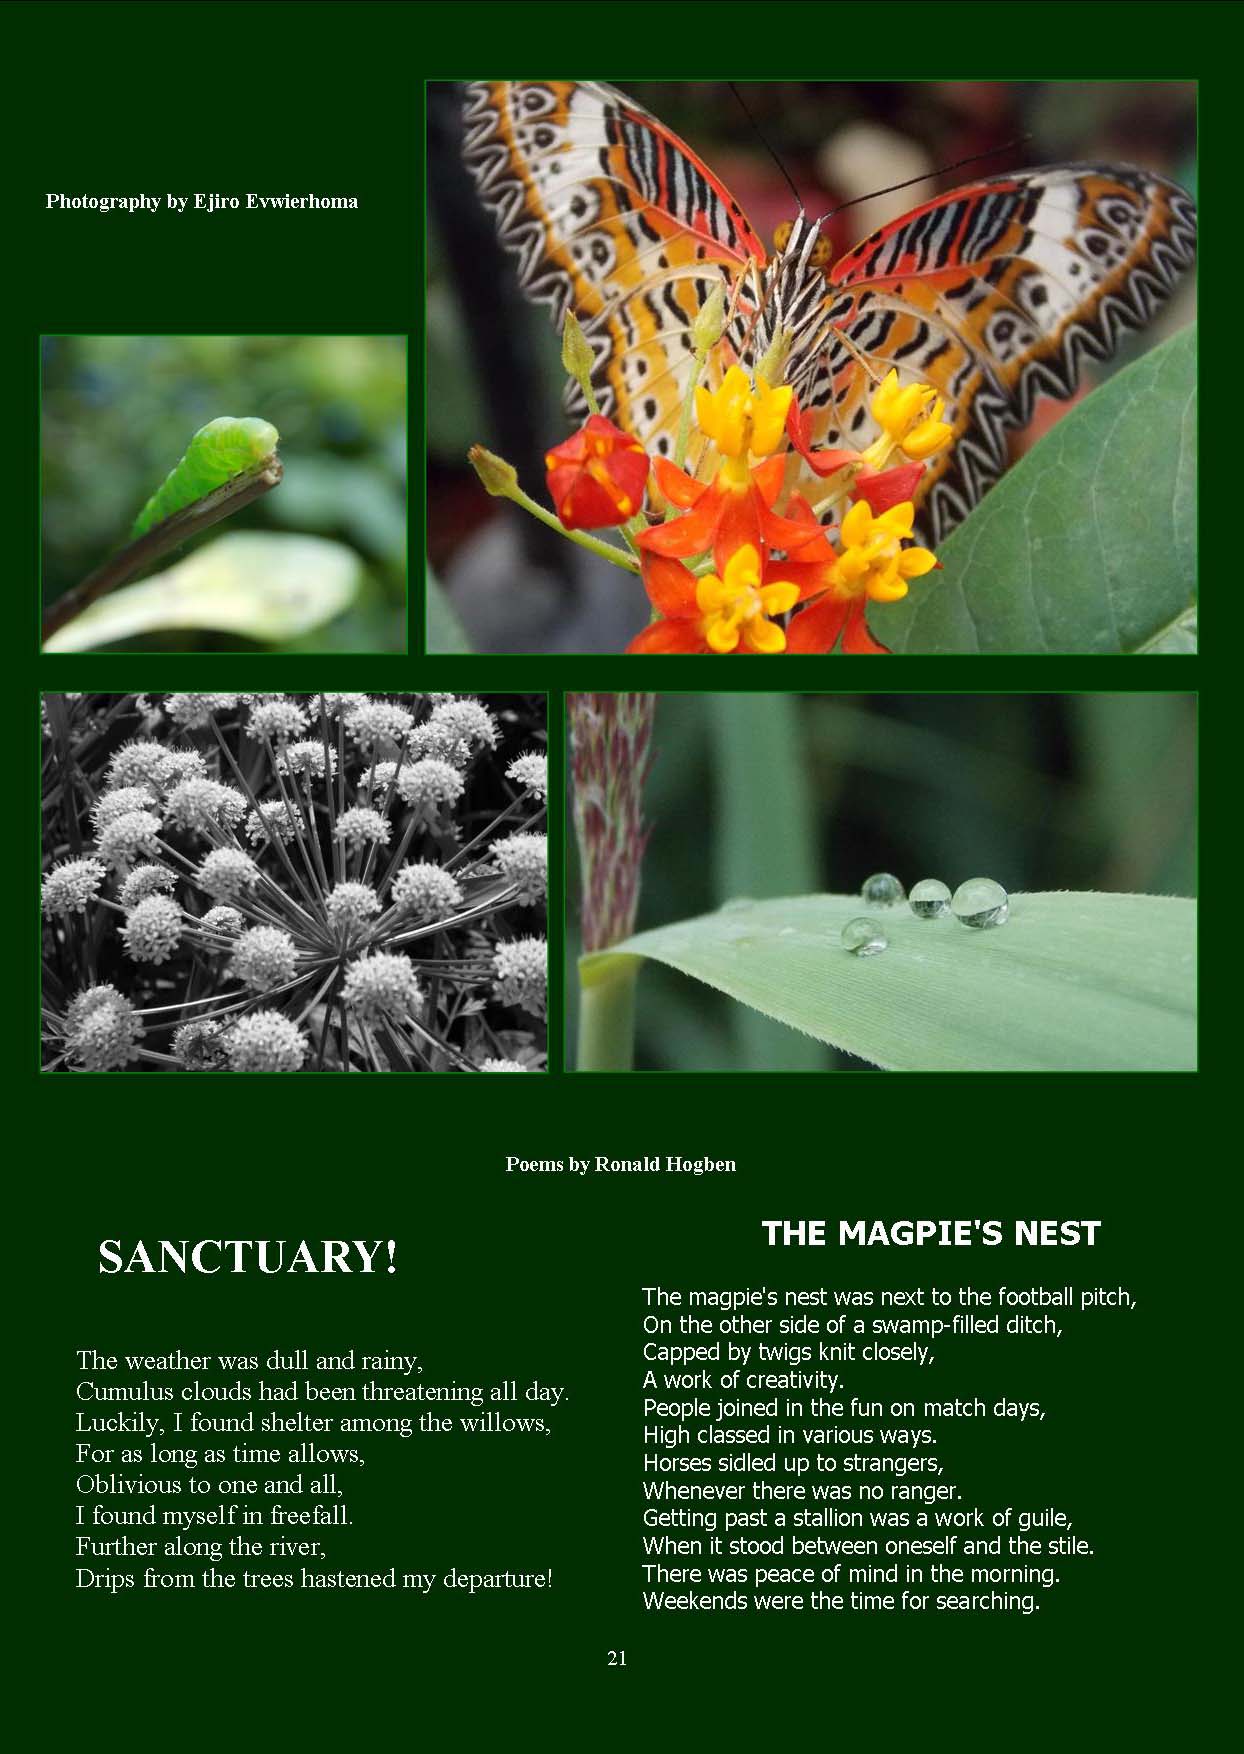 Photography by Ejiro Evwierhoma
Poems by Ronald Hogben
SANCTUARY!
The weather was dull and rainy,
Cumulus clouds had been threatening all day.
Luckily, I found shelter among the willows,
For as long as time allows,
Oblivious to one and all,
I found myself in freefall.
Further along the river,
Drips from the trees hastened my departure!
THE MAGPIE'S NEST
The magpie's nest was next to the football pitch,
On the other side of a swamp-filled ditch,
Capped by twigs knit closely,
A work of creativity.
People joined in the fun on match days,
High classed in various ways.
Horses sidled up to strangers,
Whenever there was no ranger.
Getting past a stallion was a work of guile,
When it stood between oneself and the stile.
There was peace of mind in the morning.
Weekends were the time for searching.
21